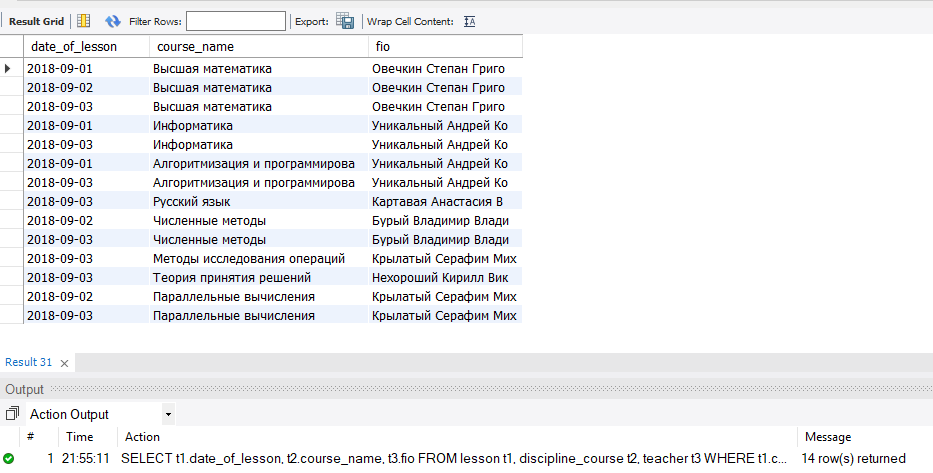 Result Grid Filter Rows: Export: Wrap Cell Content: IA
date_of_lesson course_name fio
2018-09-01 Высшая математика Овечкин Степан Григо
2018-09-02 Высшая математика Овечкин Степан Григо
2018-09-03 Высшая математика Овечкин Степан Григо
2018-09-01 Информатика Уникальный Андрей Ко
2018-09-03 Информатика Уникальный Андрей Ко
2018-09-01 Алгоритмизация и программирова Уникальный Андрей Ко
2018-09-03 Алгоритмизация и программирова Уникальный Андрей Ко
2018-09-03 Русский язык Картавая Анастасия В
2018-09-02 Численные методы Бурый Владимир Влади
2018-09-03 Численные методы Бурый Владимир Влади
2018-09-03 Методы исследования операций Крылатый Серафим Мих
2018-09-03 Теория принятия решений Нехороший Кирилл Вик
2018-09-02 Параллельные вычисления Крылатый Серафим Мих
2018-09-03 Параллельные вычисления Крылатый Серафим Мих
Result 31
Output
Action Output
# Time Action Message
1 21:55:11 SELECT t1.date_of_lesson, t2.course_name, t3.fio FROM lesson t1, discipline_course t2, teacher t3 WHERE t1.c... 14 row(s) returned